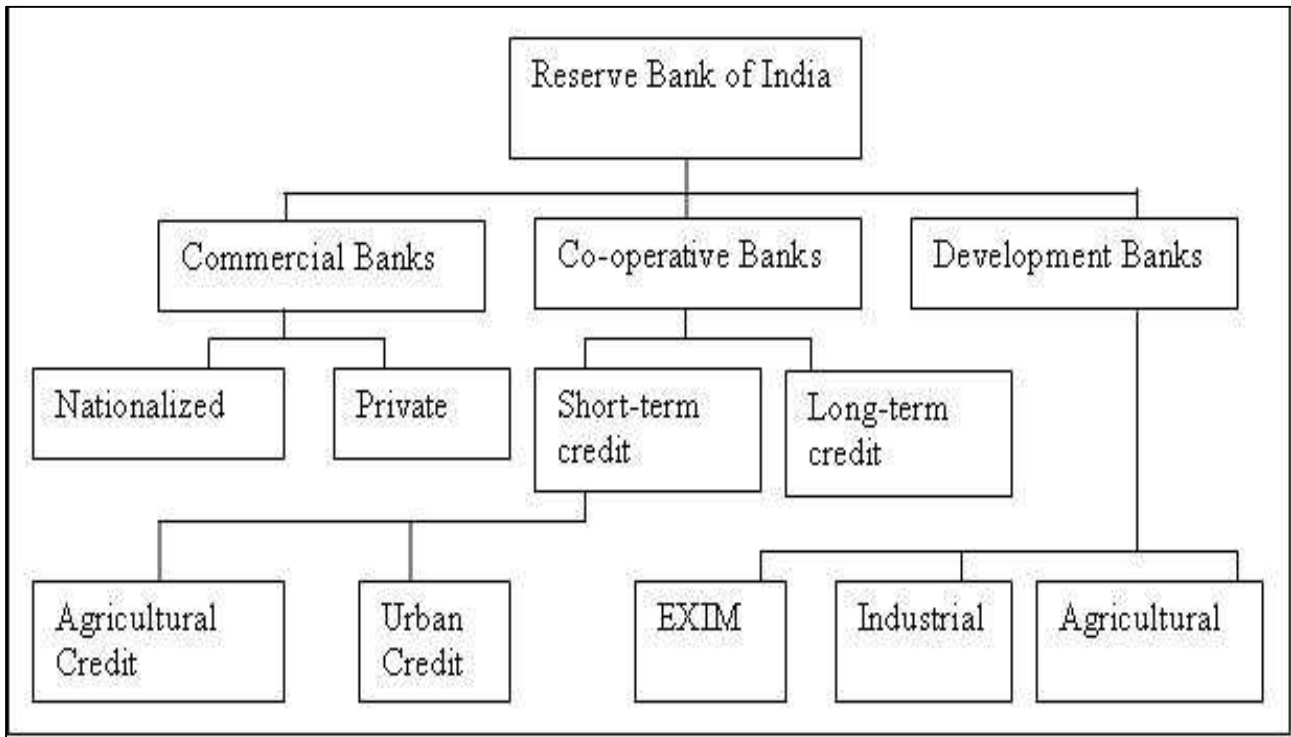 Reserve Bank of India
Commercial Banks
Co-operative Banks
Development Banks
Nationalized
Private
Short-term
credit
Long-term
credit
Agricultural
Credit
Urban
Credit
EXIM
Industrial
Agricultural